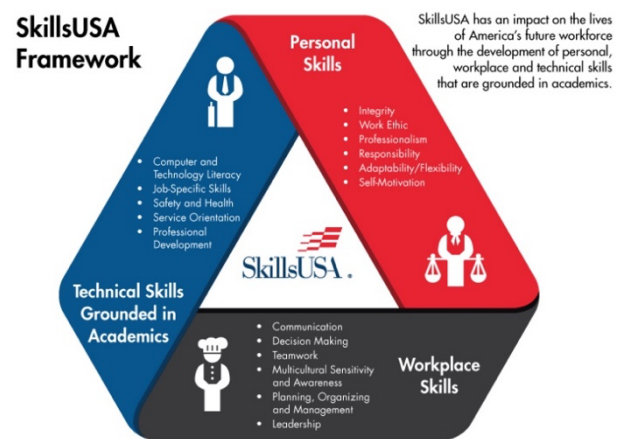 SkillsUSA
Framework
SkillsUSA has an impact on the lives
of America's future workforce
through the development of personal,
workplace and technical skills
that are grounded in academics.
Personal
Skills
• Integrity
• Work Ethic
• Professionalism
• Responsibility
• Adaptability/Flexibility
• Self-Motivation
• Computer and
Technology Literacy
• Job-Specific Skills
• Safety and Health
• Service Orientation
• Professional
Development
Technical Skills
Grounded in
Academics
SkillsUSA®
• Communication
• Decision Making
• Teamwork
• Multicultural Sensitivity
and Awareness
• Planning, Organizing
and Management
• Leadership
Workplace
Skills